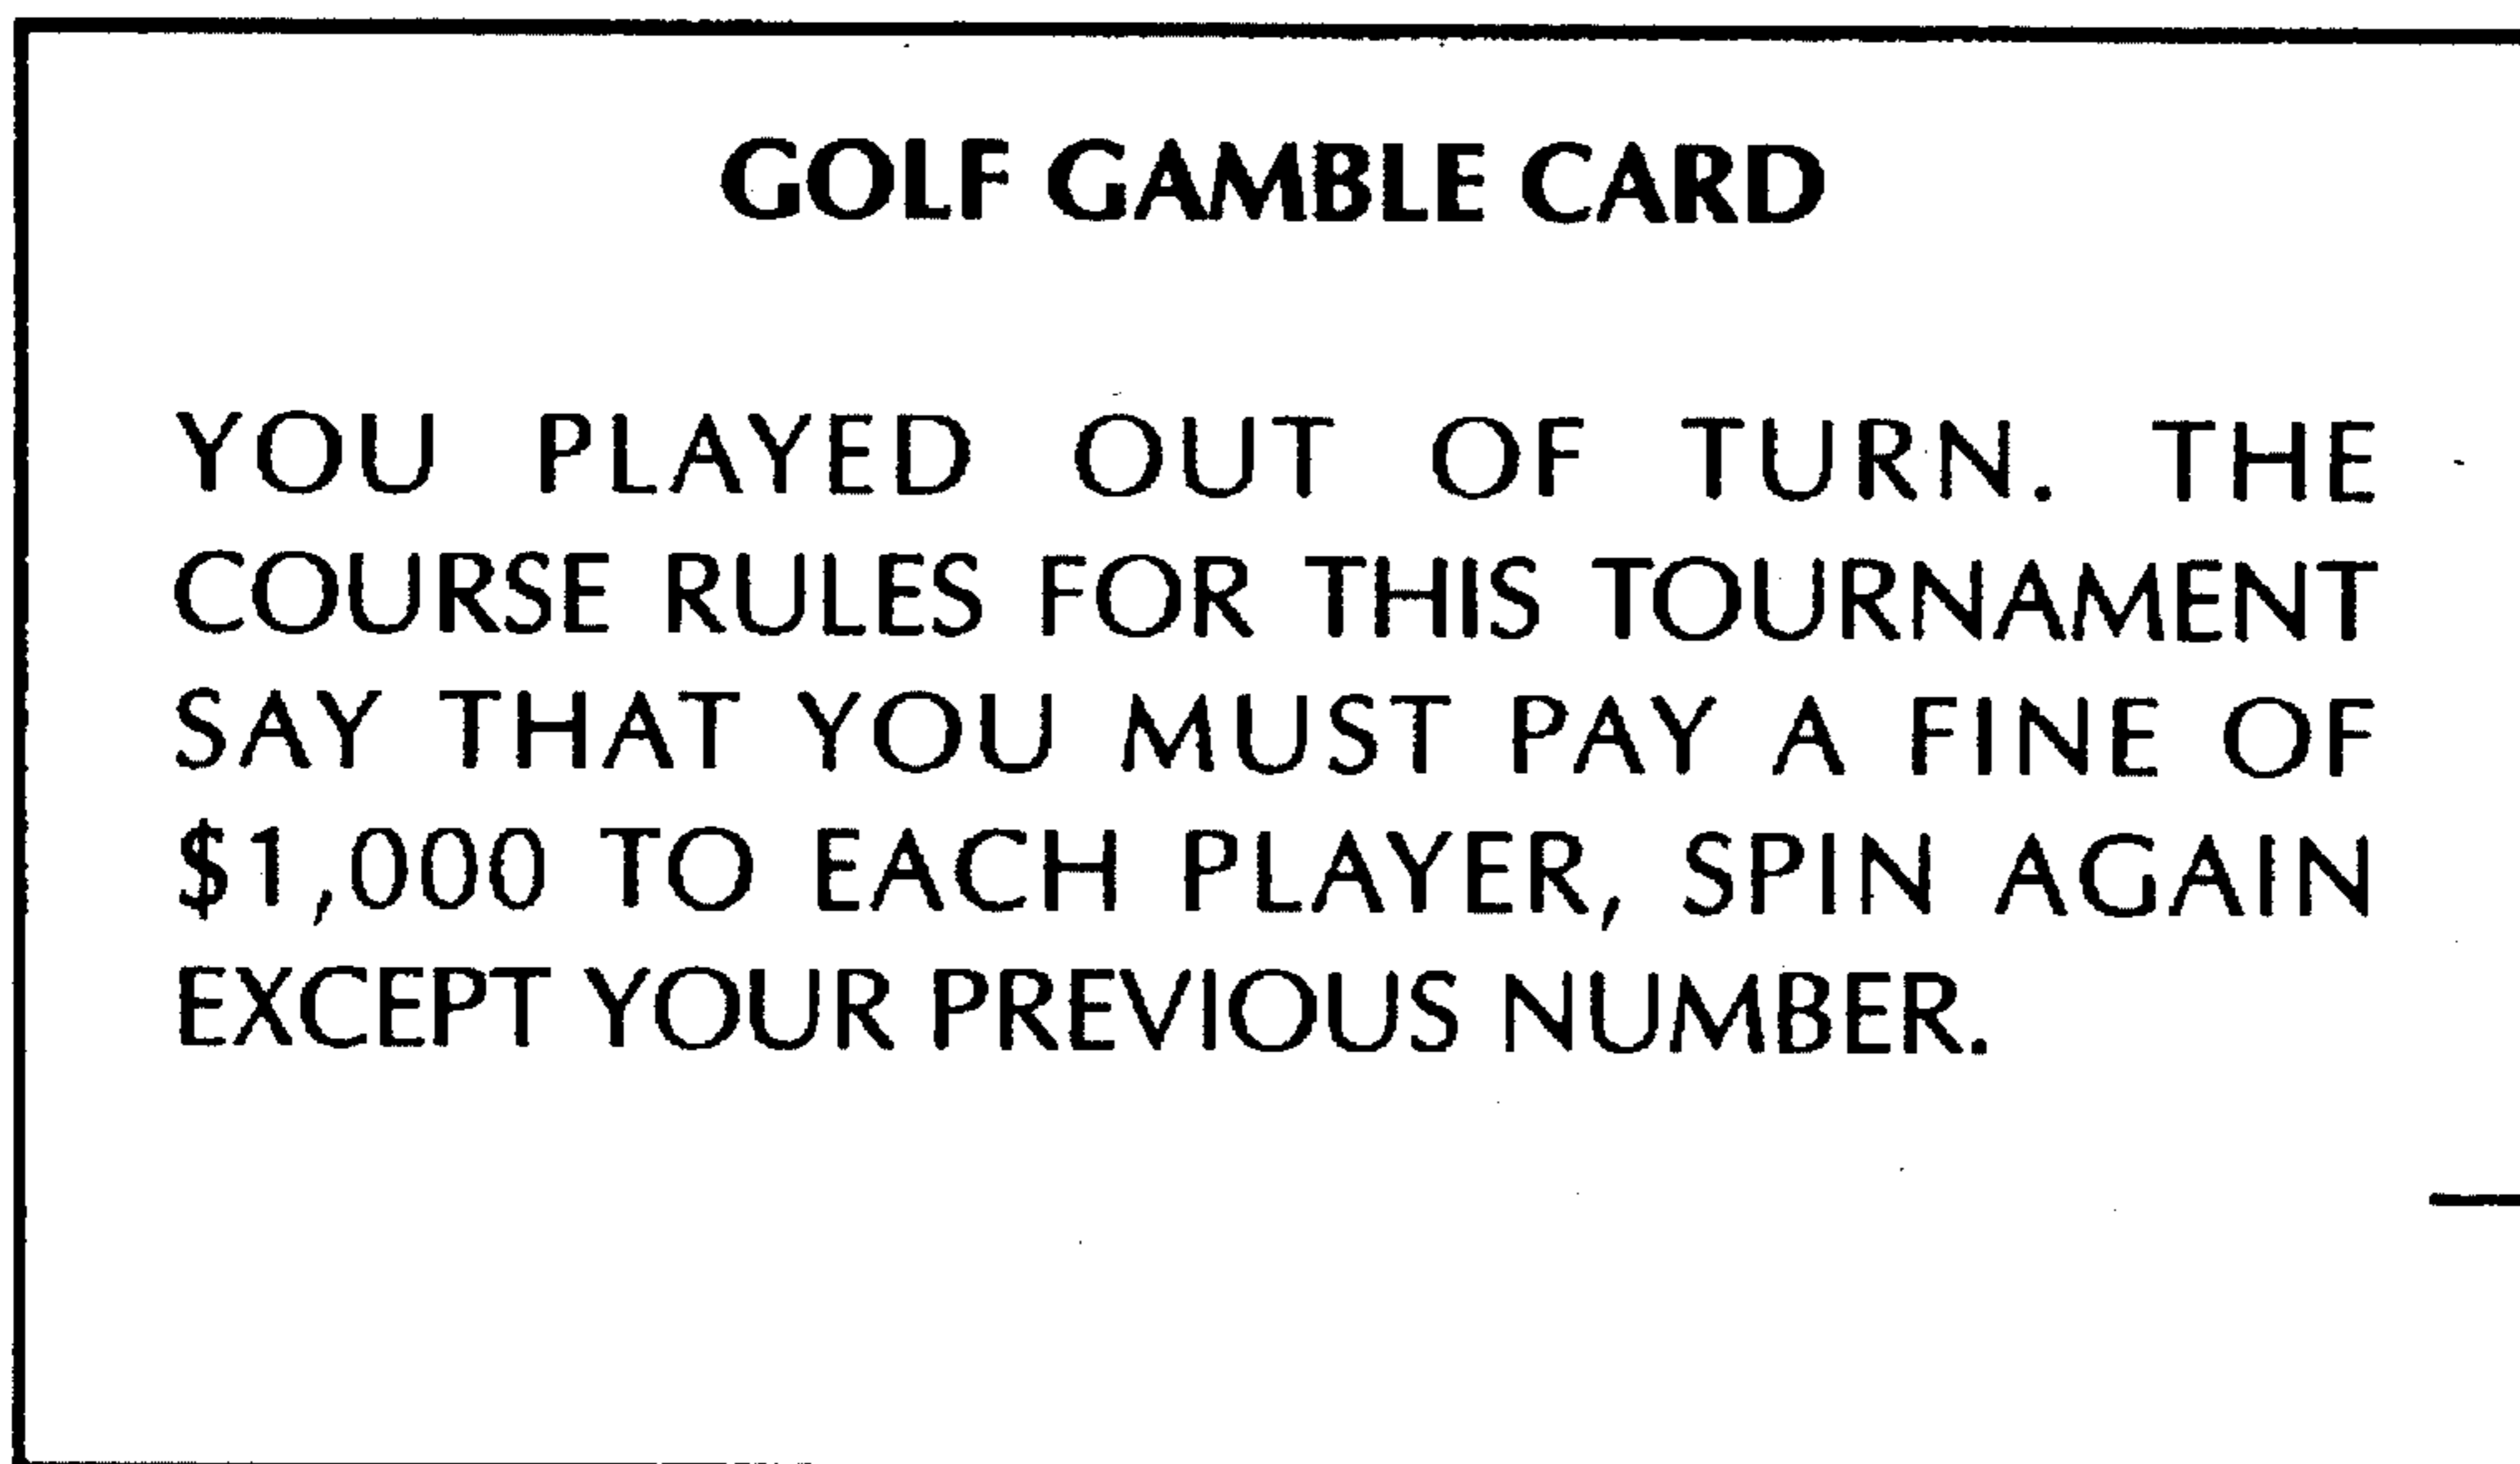 GOLF GAMBLE CARD
YOU PLAYED OUT OF TURN. THE
COURSE RULES FOR THIS TOURNAMENT
SAY THAT YOU MUST PAY A FINE OF
$1,000 TO EACH PLAYER, SPIN AGAIN
EXCEPT YOUR PREVIOUS NUMBER.